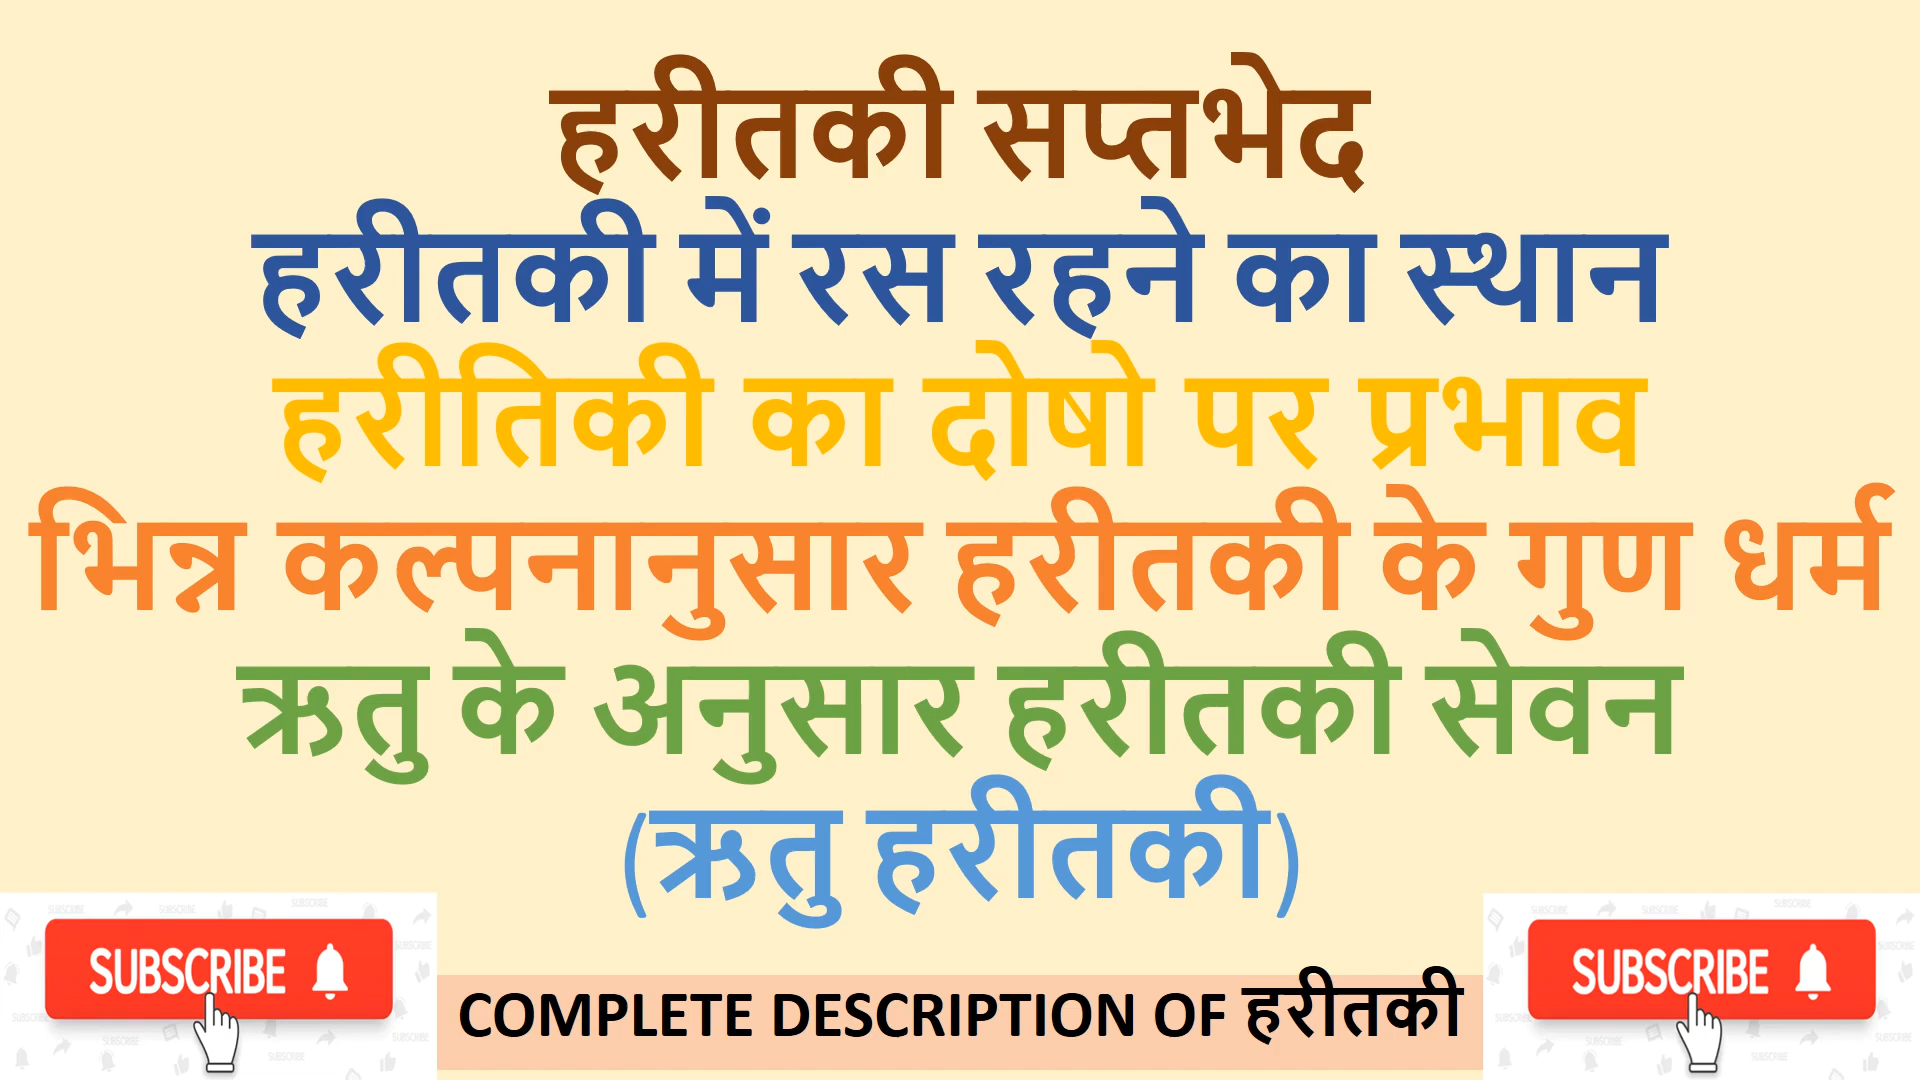 हरीतकी सप्तभेद
हरीतकी में रस रहने का स्थान
हरीतिकी का दोषो पर प्रभाव
भिन्न कल्पनानुसार हरीतकी के गुण धर्म
ऋतु के अनुसार हरीतकी सेवन
(ऋतु हरीतकी)
SUBSCRIBE
COMPLETE DESCRIPTION OF हरीतकी
SUBSCRIBE